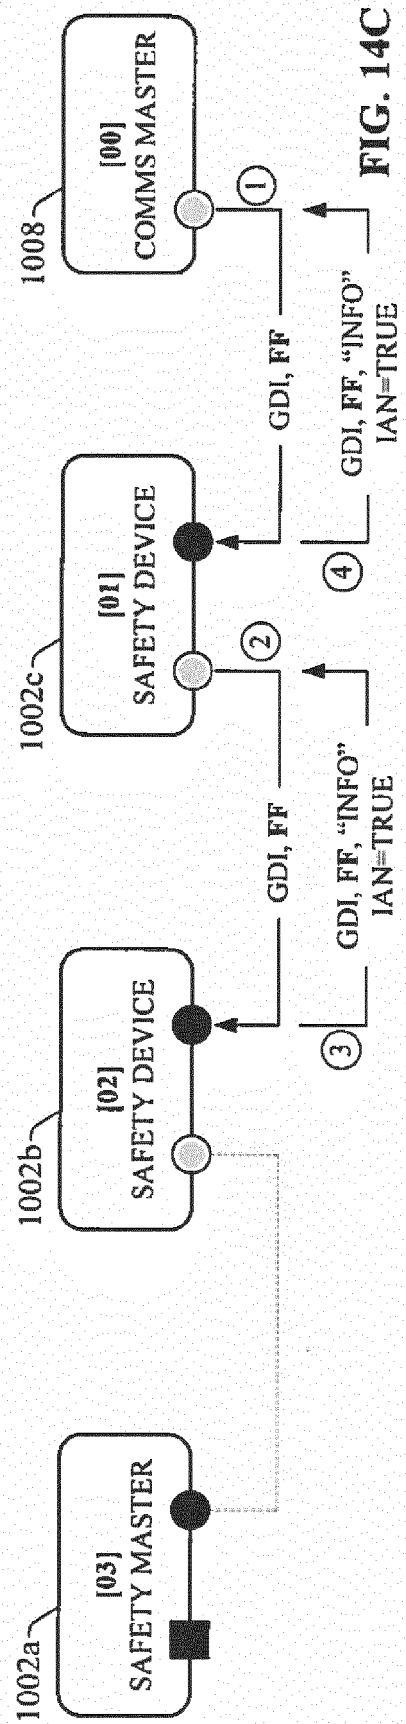 1002a
[03]
SAFETY MASTER
1002b
[02]
SAFETY DEVICE
1002c
[01]
SAFETY DEVICE
1008
[00]
COMMS MASTER
GDI, FF
2
GDI, FF
1
3
GDI, FF, “INFO”
IAN=TRUE
4
GDI, FF, “INFO”
IAN=TRUE
FIG. 14C